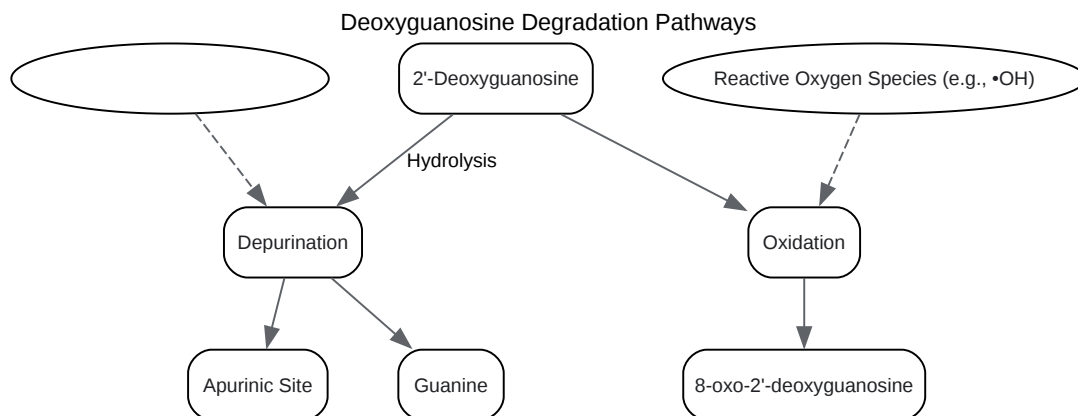 Deoxyguanosine Degradation Pathways
2'-Deoxyguanosine
Reactive Oxygen Species (e.g., •OH)
Hydrolysis
Depurination
Oxidation
Apurinic Site
Guanine
8-oxo-2'-deoxyguanosine